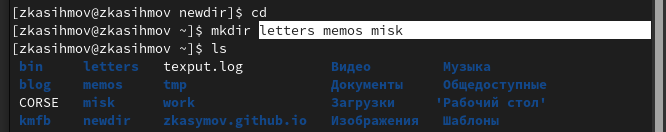 [zkasihmov@zkasihmov newdir]$ cd
[zkasihmov@zkasihmov ~]$ mkdir letters memos misk
[zkasihmov@zkasihmov ~]$ ls
bin letters texput.log Видео Музыка
blog memos tmp Документы Общедоступные
CORSE misk work Загрузки 'Рабочий стол'
kmfb newdir zkasymov.github.io Изображения Шаблоны